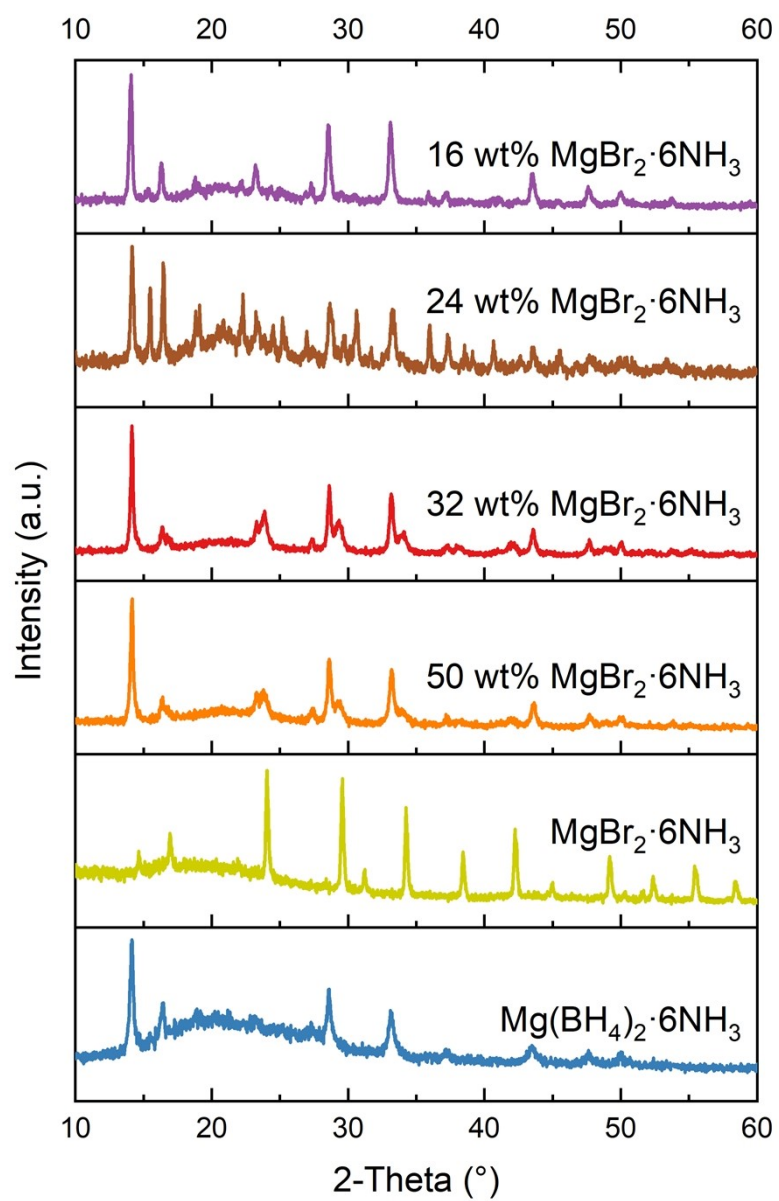 10 20 30 40 50 60
16 wt% MgBr₂·6NH₃
24 wt% MgBr₂·6NH₃
32 wt% MgBr₂·6NH₃
50 wt% MgBr₂·6NH₃
MgBr₂·6NH₃
Mg(BH₄)₂·6NH₃
Intensity (a.u.)
10 20 30 40 50 60
2-Theta (°)